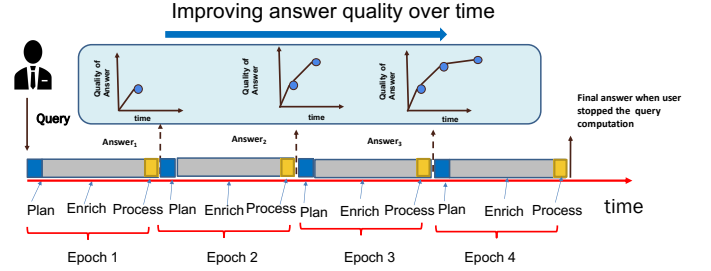 Improving answer quality over time
Quality of
Answer
time
Quality of
Answer
time
Quality of
Answer
time
Query
Answer1
Answer2
Answer3
Final answer when user
stopped the query
computation
Plan
Enrich
Process
Plan
Enrich
Process
Plan
Enrich
Process
Plan
Enrich
Process
time
Epoch 1
Epoch 2
Epoch 3
Epoch 4